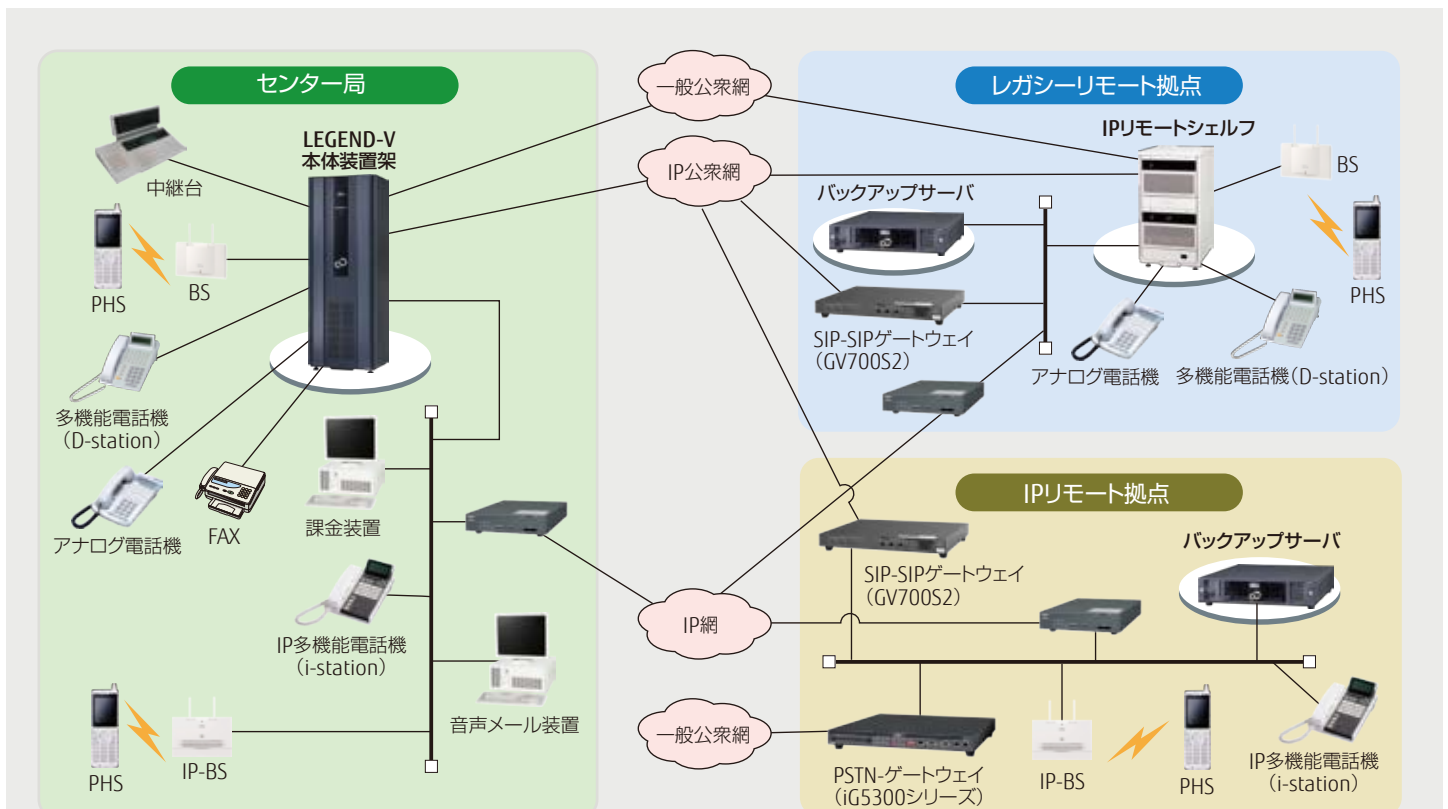 センター局
LEGEND-V
本体装置架
中継台
PHS
BS
多機能電話機
(D-station)
アナログ電話機
FAX
課金装置
IP多機能電話機
(i-station)
音声メール装置
PHS
IP-BS
一般公衆網
IP公衆網
IP網
一般公衆網
レガシーリモート拠点
IPリモートシェルフ
BS
バックアップサーバ
PHS
SIP-SIPゲートウェイ
(GV700S2)
アナログ電話機
多機能電話機(D-station)
IPリモート拠点
バックアップサーバ
SIP-SIPゲートウェイ
(GV700S2)
PSTN-ゲートウェイ
(iG5300シリーズ)
IP-BS
PHS
IP多機能電話機
(i-station)